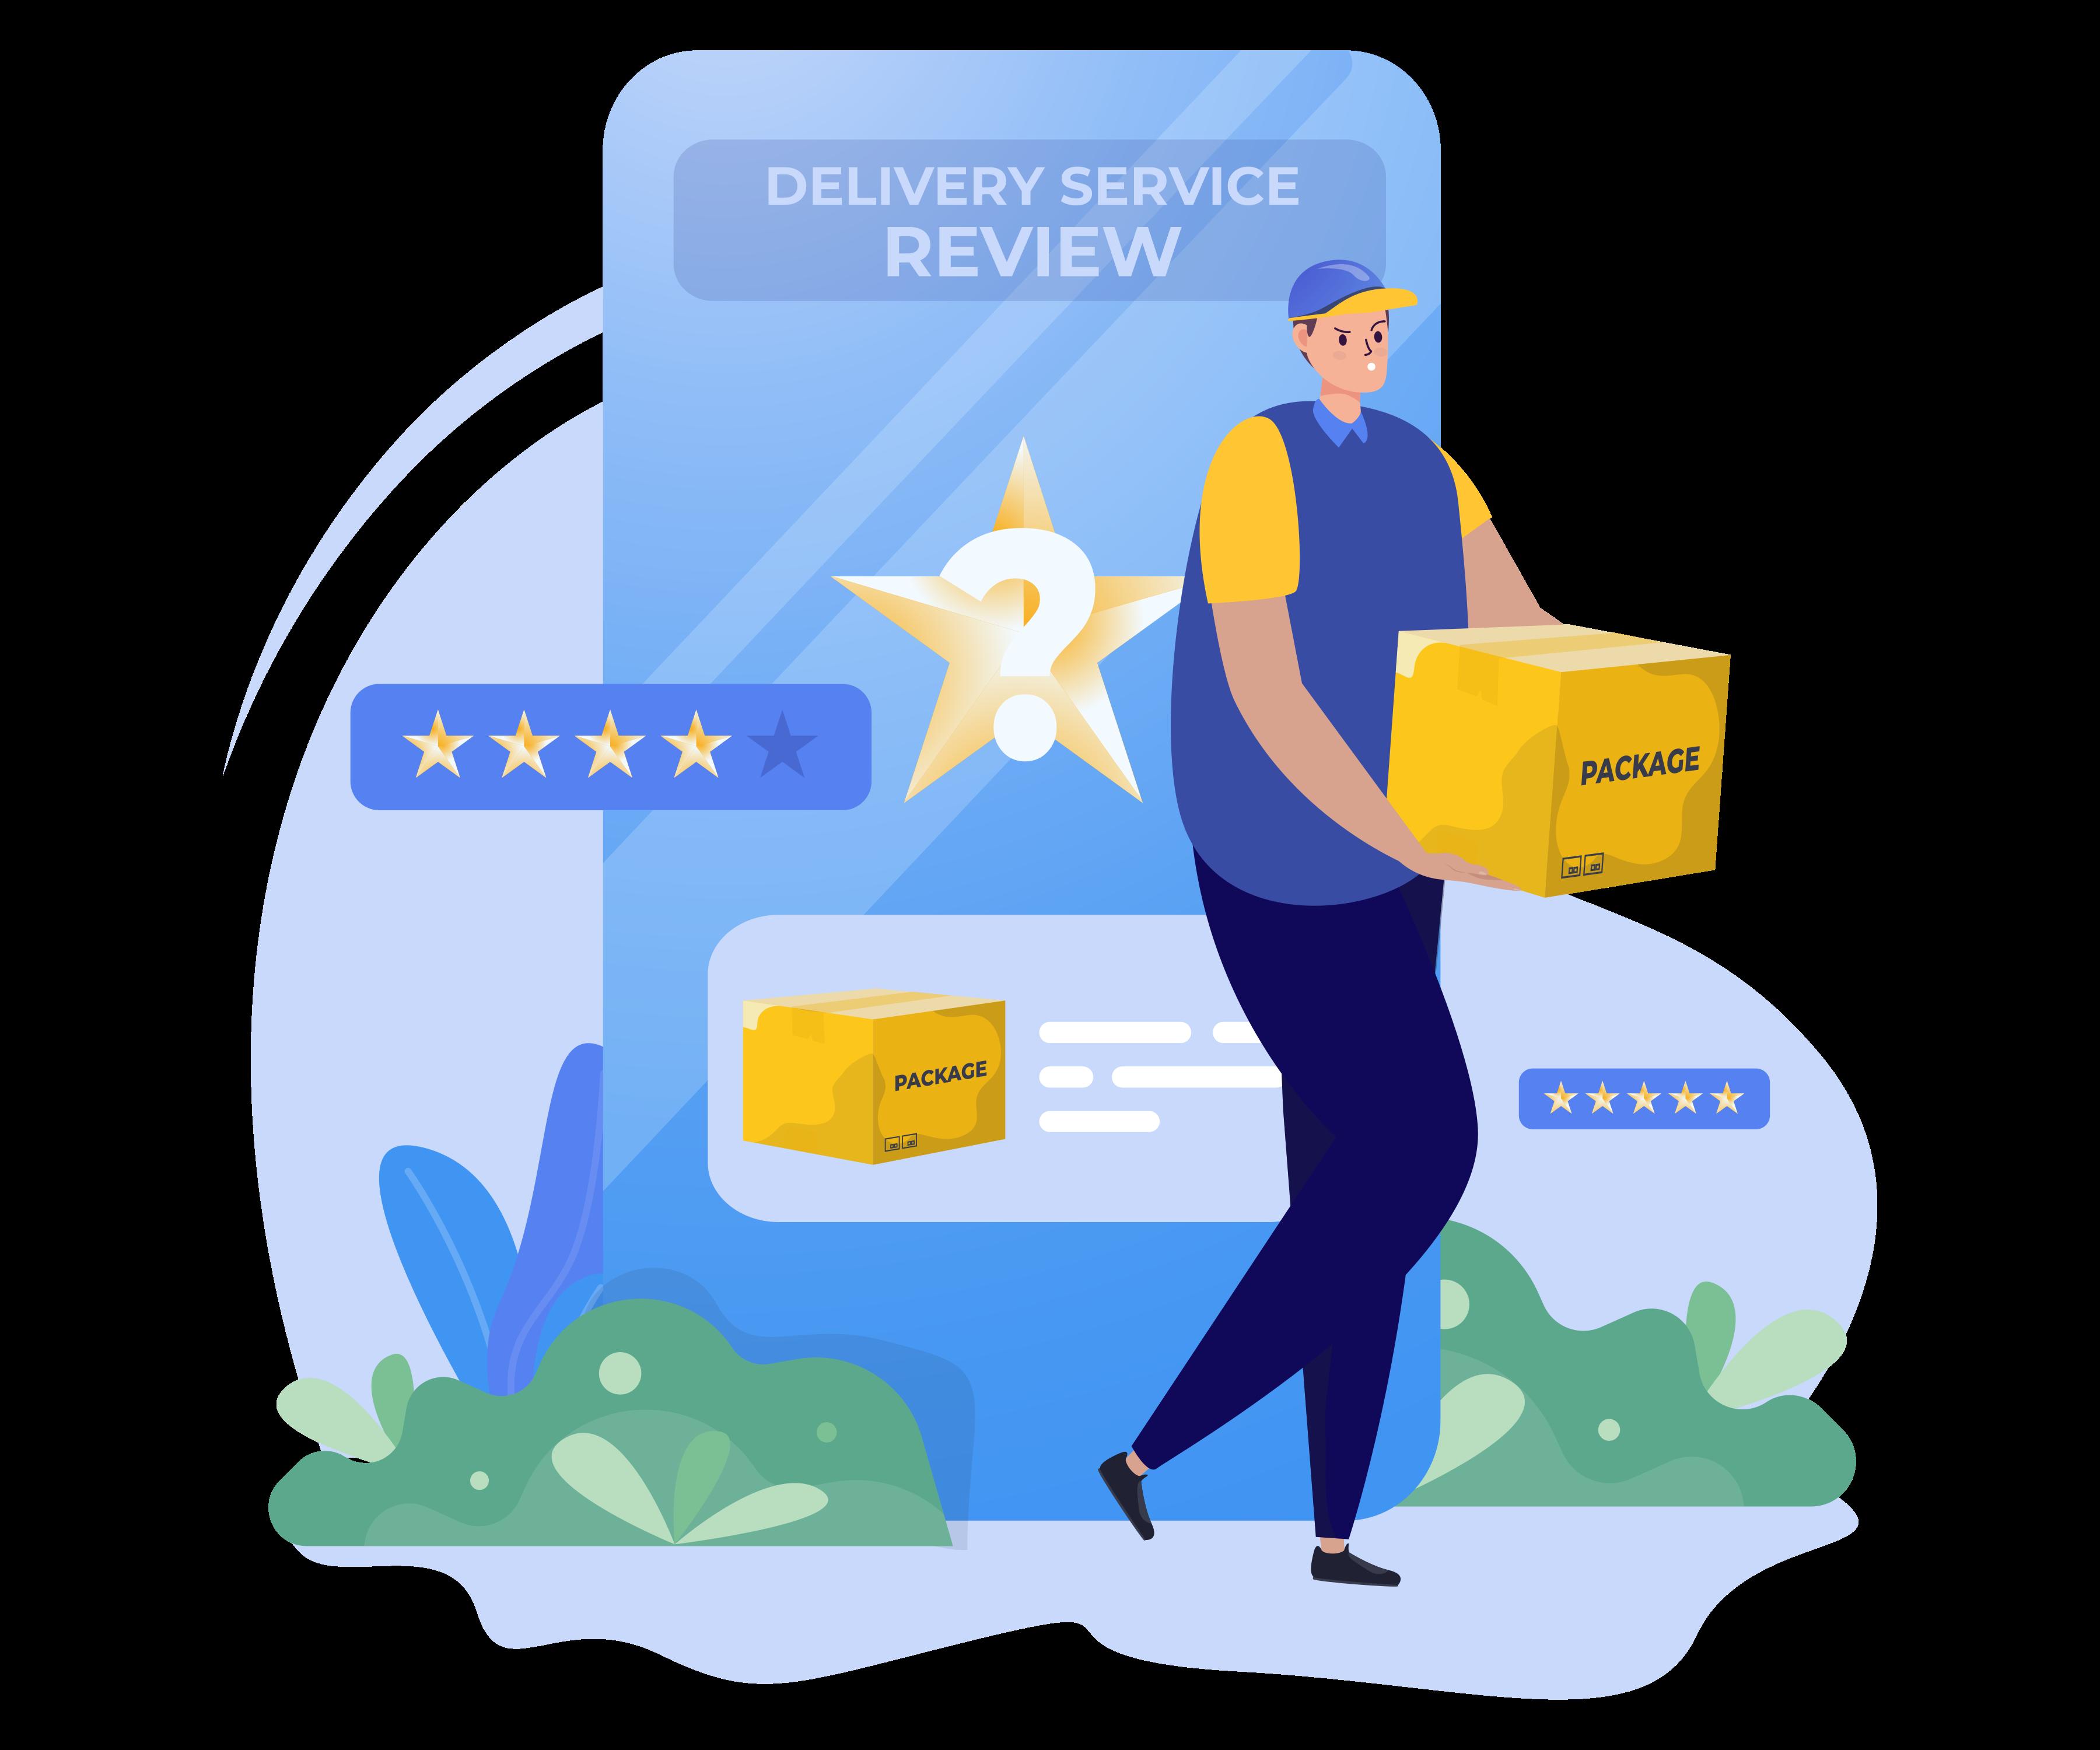 DELIVERY SERVICE
REVIEW
?
PACKAGE
PACKAGE